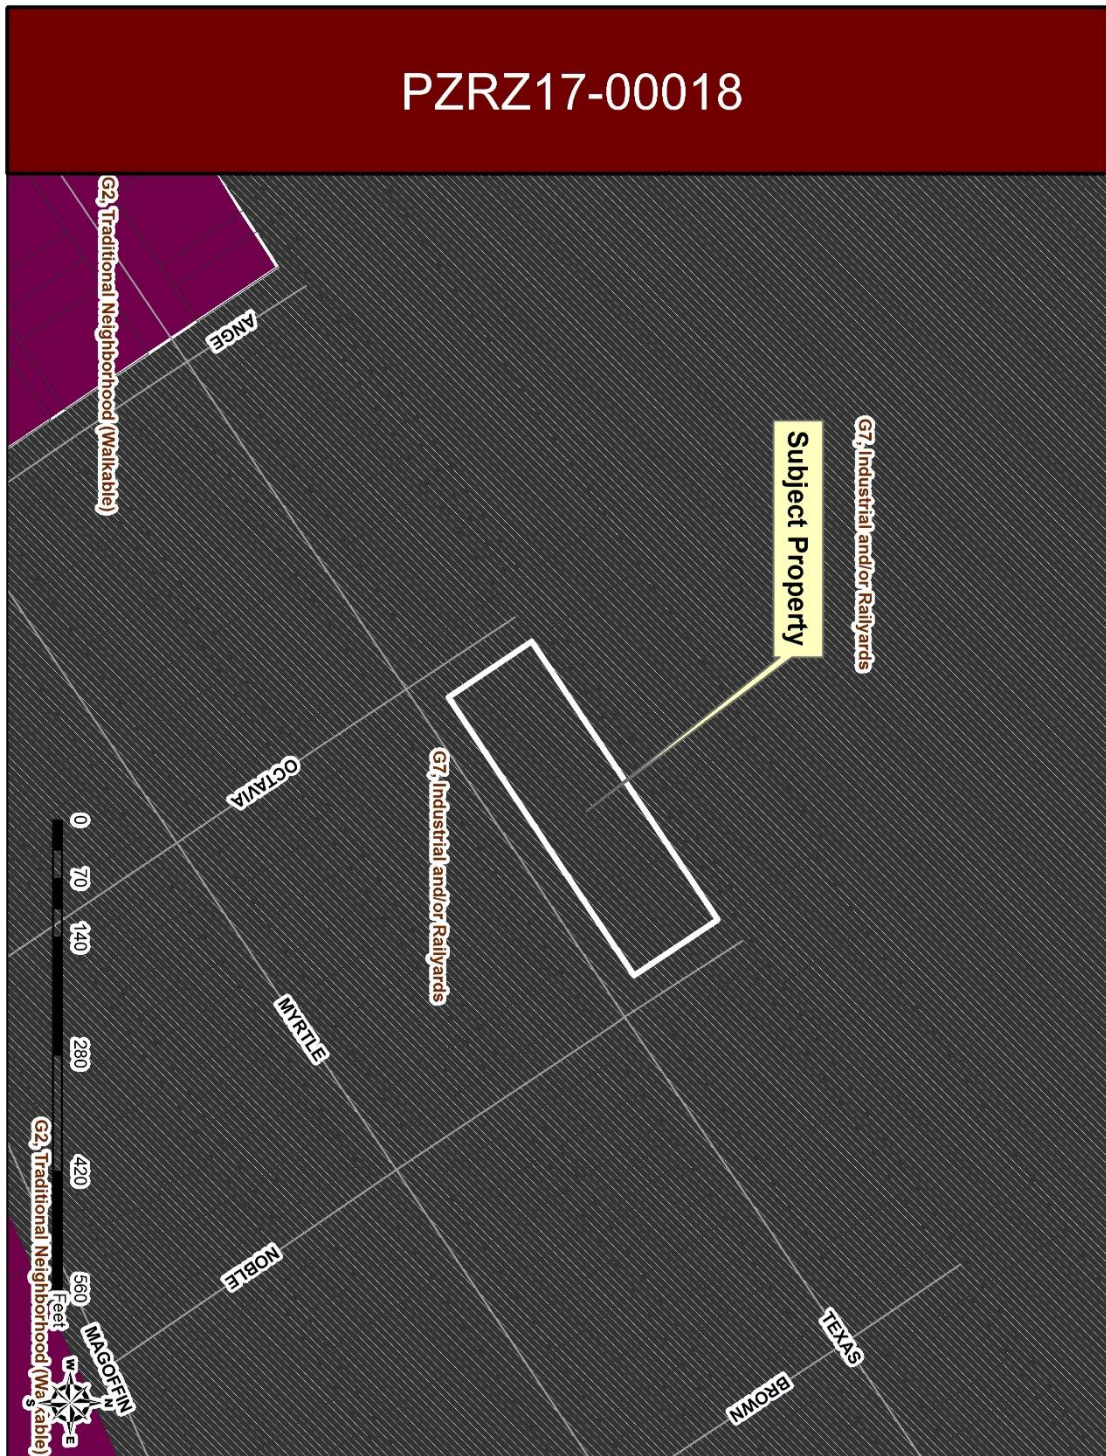 PZRZ17-00018
G2, Traditional Neighborhood (Walkable)
ANGE
G7, Industrial and/or Railyards
Subject Property
OCTAVIA
G7, Industrial and/or Railyards
MYRTLE
NOBLE
TEXAS
BROWN
MAGOFFIN
G2, Traditional Neighborhood (Walkable)
0 70 140 280 420 560
Feet
W
N
S
E